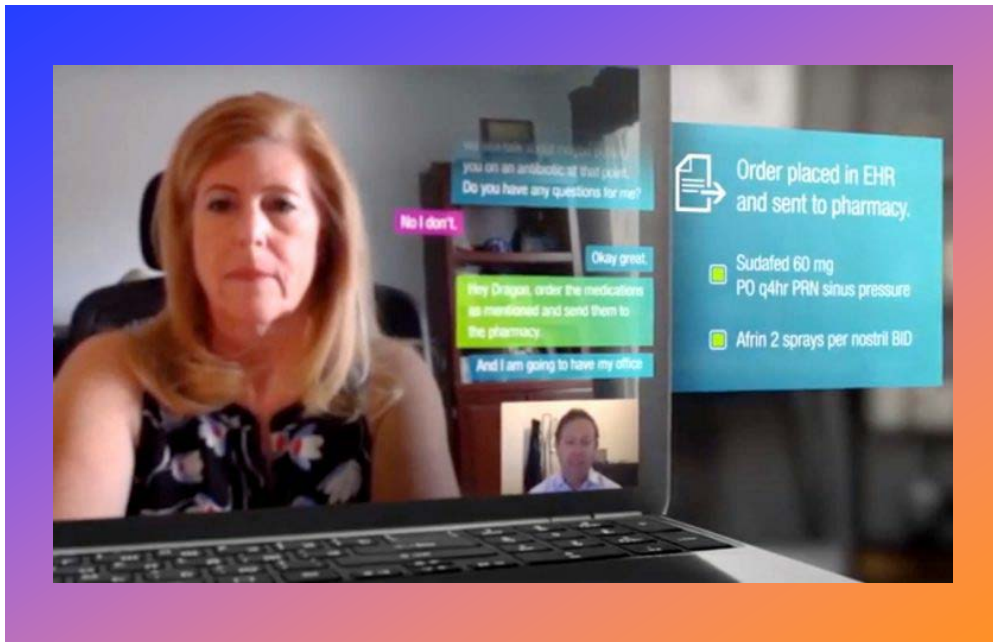 you on an antibiotic at that point.
Do you have any questions for me?
No I don't.
Okay great.
Hey Dragon, order the medications
as mentioned and send them to
the pharmacy.
And I am going to have my office
Order placed in EHR
and sent to pharmacy.
Sudafed 60 mg
PO q4hr PRN sinus pressure
Afrin 2 sprays per nostril BID